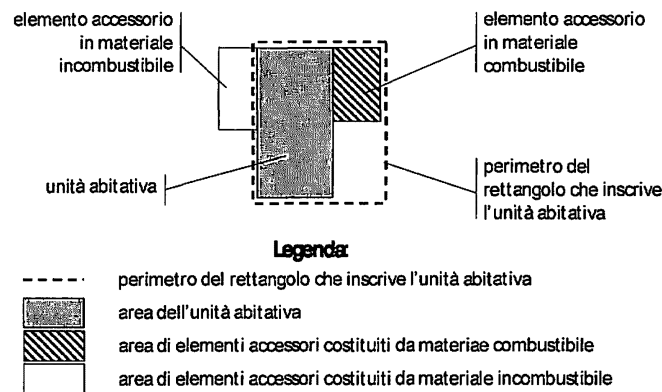 elemento accessorio
in materiale
incombustibile
elemento accessorio
in materiale
combustibile
unità abitativa
perimetro del
rettangolo che inscrive
l'unità abitativa
Legenda:
perimetro del rettangolo che inscrive l'unità abitativa
area dell'unità abitativa
area di elementi accessori costituiti da materiae combustibile
area di elementi accessori costituiti da materiale incombustibile